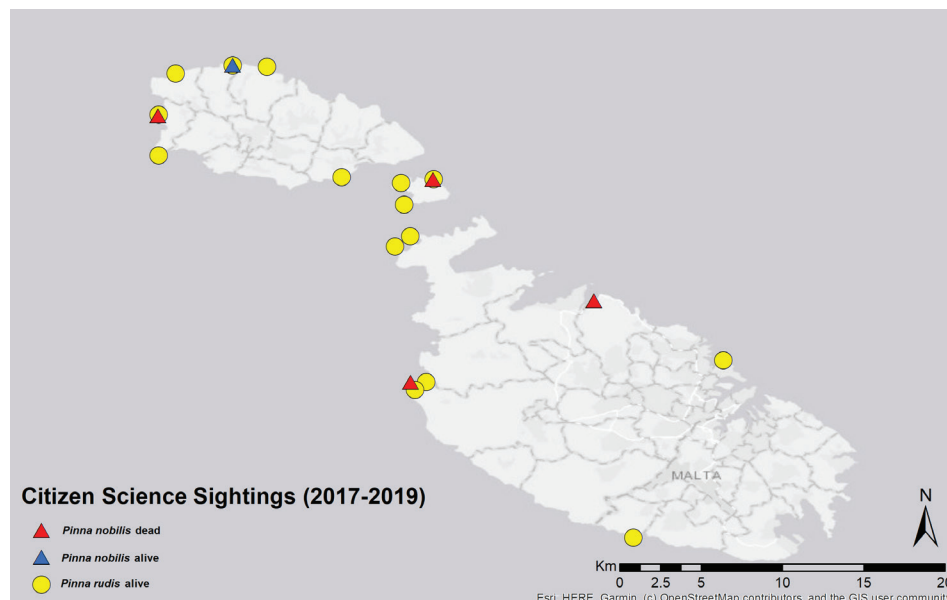 MALTA
Citizen Science Sightings (2017-2019)
Pinna nobilis dead
Pinna nobilis alive
Pinna rudis alive
N
Km
0 2.5 5 10 15 20
Esri, HERE, Garmin, (c) OpenStreetMap contributors, and the GIS user community